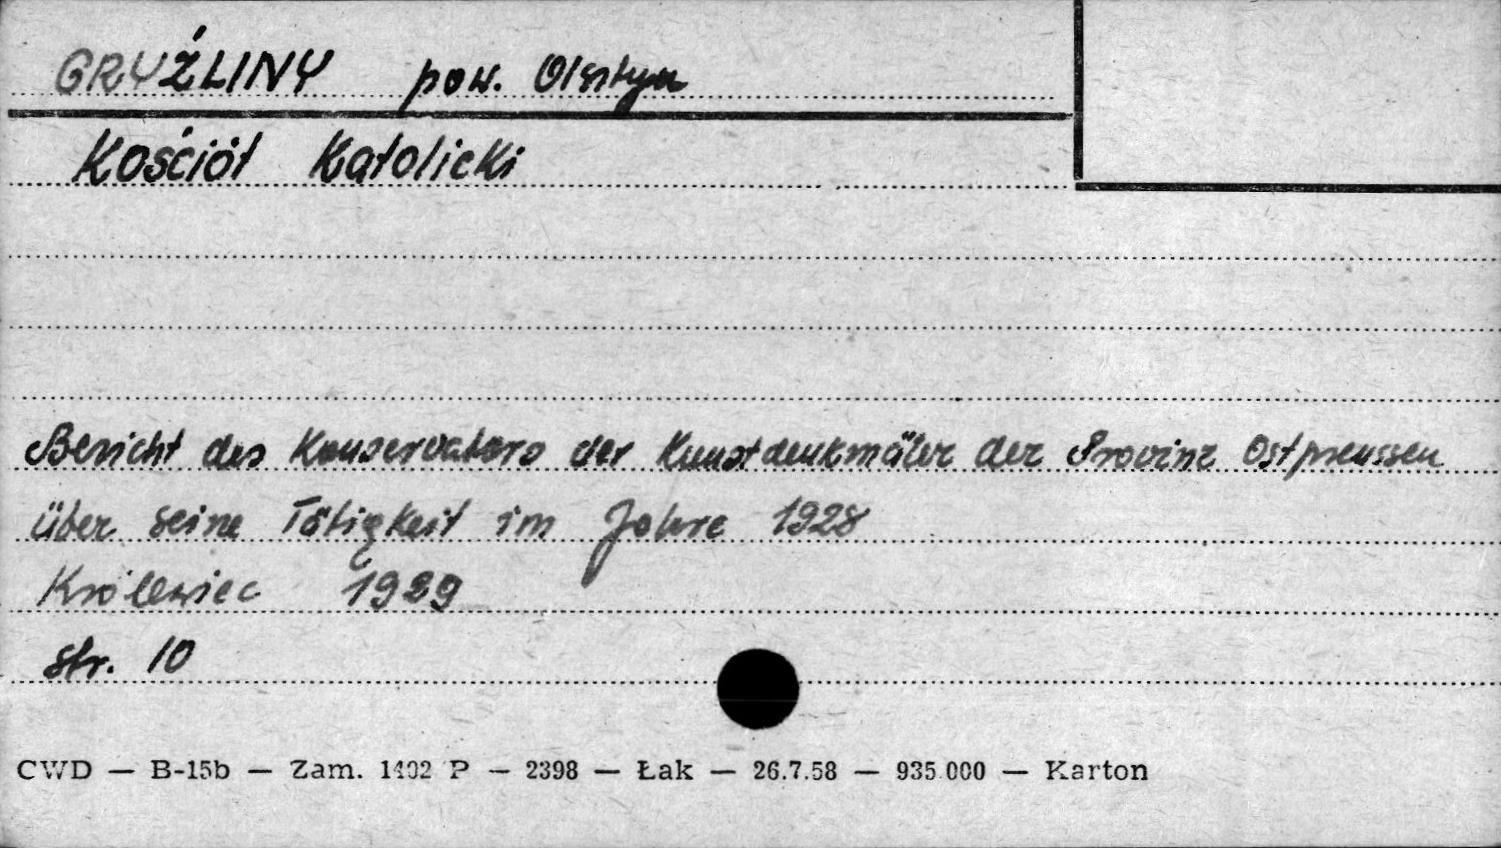 GRYŹLINY pow. Olsztyn
Kościół Katolicki
Bericht des Konservators der Kunstdenkmäler der Provinz Ostpreussen
über seine Tätigkeit im Jahre 1928
Królewiec 1929
str. 10
CWD — B-15b — Zam. 1402 P — 2398 — Łak — 26.7.58 — 935.000 — Karton